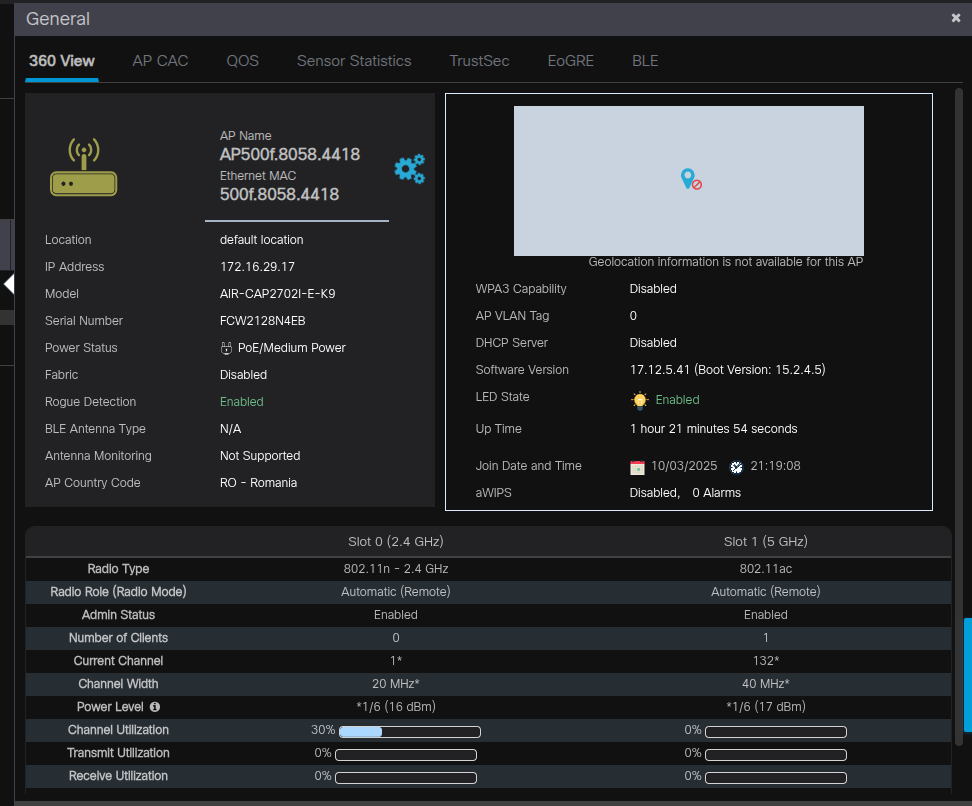 General
360 View AP CAC QOS Sensor Statistics TrustSec EoGRE BLE
AP Name
AP500f.8058.4418
Ethernet MAC
500f.8058.4418
Location default location
IP Address 172.16.29.17
Model AIR-CAP2702I-E-K9
Serial Number FCW2128N4EB
Power Status PoE/Medium Power
Fabric Disabled
Rogue Detection Enabled
BLE Antenna Type N/A
Antenna Monitoring Not Supported
AP Country Code RO - Romania
Geolocation information is not available for this AP
WPA3 Capability Disabled
AP VLAN Tag 0
DHCP Server Disabled
Software Version 17.12.5.41 (Boot Version: 15.2.4.5)
LED State Enabled
Up Time 1 hour 21 minutes 54 seconds
Join Date and Time 10/03/2025 21:19:08
aWIPS Disabled, 0 Alarms
Slot 0 (2.4 GHz) Slot 1 (5 GHz)
Radio Type 802.11n - 2.4 GHz 802.11ac
Radio Role (Radio Mode) Automatic (Remote) Automatic (Remote)
Admin Status Enabled Enabled
Number of Clients 0 1
Current Channel 1* 132*
Channel Width 20 MHz* 40 MHz*
Power Level *1/6 (16 dBm) *1/6 (17 dBm)
Channel Utilization 30% 0%
Transmit Utilization 0% 0%
Receive Utilization 0% 0%